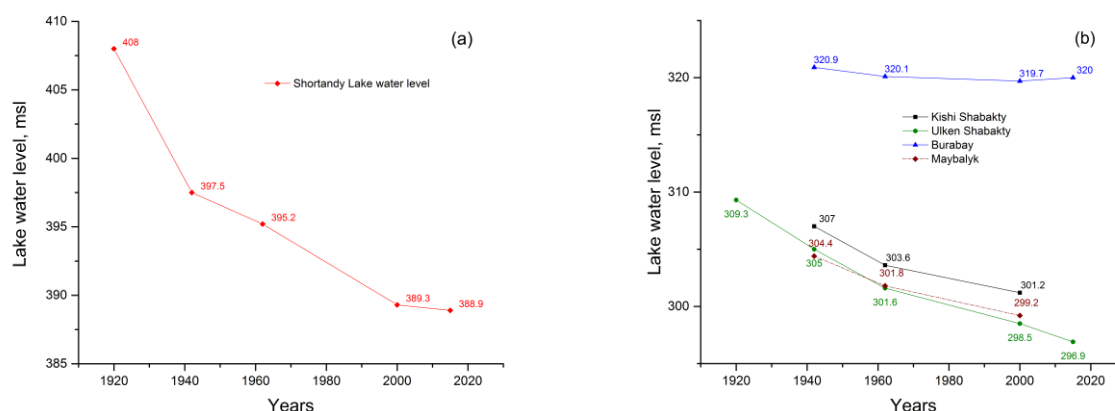 (a)
Lake water level, msl
410
405
400
395
390
385
408
397.5
395.2
389.3
388.9
Shortandy Lake water level
1920 1940 1960 1980 2000 2020
Years
(b)
Lake water level, msl
320
310
300
320.9
320.1
319.7
320
Kishi Shabakty
Ulken Shabakty
Burabay
Maybalyk
309.3
307
304.4
305
303.6
301.8
301.6
301.2
299.2
298.5
296.9
1920 1940 1960 1980 2000 2020
Years